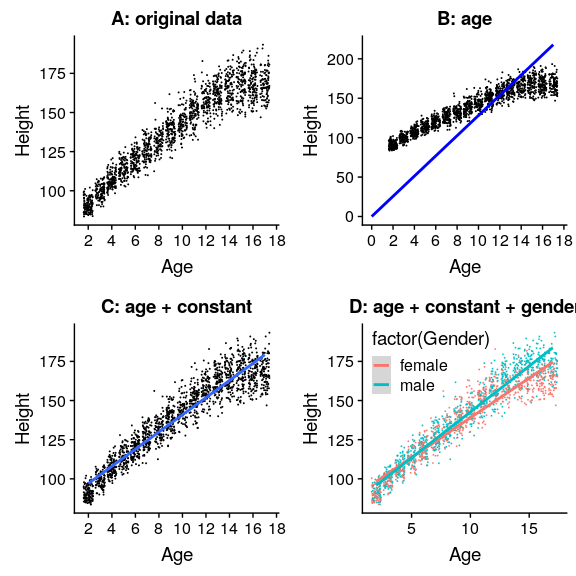 A: original data
175
150
125
100
Height
2 4 6 8 10 12 14 16 18
Age
B: age
200
150
100
50
0
Height
0 2 4 6 8 10 12 14 16 18
Age
C: age + constant
175
150
125
100
Height
2 4 6 8 10 12 14 16 18
Age
D: age + constant + gender
factor(Gender)
female
male
175
150
125
100
Height
5 10 15
Age